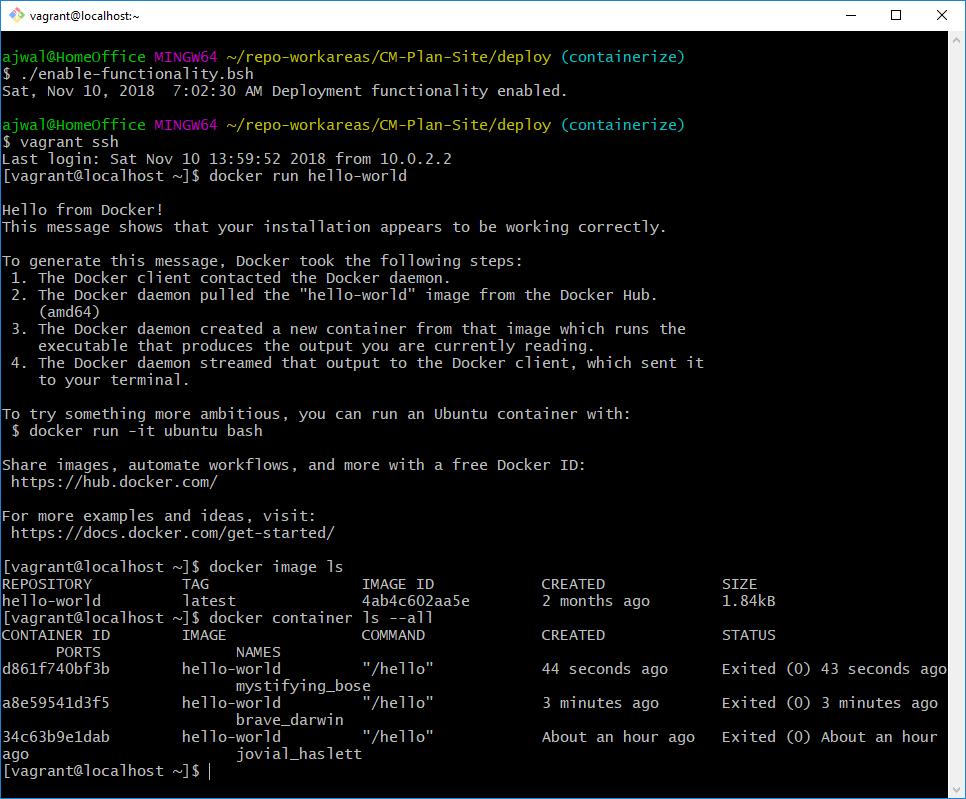 vagrant@localhost:~
ajwal@HomeOffice MINGW64 ~/repo-workareas/CM-Plan-Site/deploy (containerize)
$ ./enable-functionality.bsh
Sat, Nov 10, 2018  7:02:30 AM Deployment functionality enabled.
ajwal@HomeOffice MINGW64 ~/repo-workareas/CM-Plan-Site/deploy (containerize)
$ vagrant ssh
Last login: Sat Nov 10 13:59:52 2018 from 10.0.2.2
[vagrant@localhost ~]$ docker run hello-world
Hello from Docker!
This message shows that your installation appears to be working correctly.
To generate this message, Docker took the following steps:
 1. The Docker client contacted the Docker daemon.
 2. The Docker daemon pulled the "hello-world" image from the Docker Hub.
    (amd64)
 3. The Docker daemon created a new container from that image which runs the
    executable that produces the output you are currently reading.
 4. The Docker daemon streamed that output to the Docker client, which sent it
    to your terminal.
To try something more ambitious, you can run an Ubuntu container with:
 $ docker run -it ubuntu bash
Share images, automate workflows, and more with a free Docker ID:
 https://hub.docker.com/
For more examples and ideas, visit:
 https://docs.docker.com/get-started/
[vagrant@localhost ~]$ docker image ls
REPOSITORY          TAG                 IMAGE ID            CREATED             SIZE
hello-world         latest              4ab4c602aa5e        2 months ago        1.84kB
[vagrant@localhost ~]$ docker container ls --all
CONTAINER ID        IMAGE               COMMAND             CREATED             STATUS
      PORTS               NAMES
d861f740bf3b        hello-world         "/hello"            44 seconds ago      Exited (0) 43 seconds ago
                          mystifying_bose
a8e59541d3f5        hello-world         "/hello"            3 minutes ago       Exited (0) 3 minutes ago
                          brave_darwin
34c63b9e1dab        hello-world         "/hello"            About an hour ago   Exited (0) About an hour
ago                       jovial_haslett
[vagrant@localhost ~]$